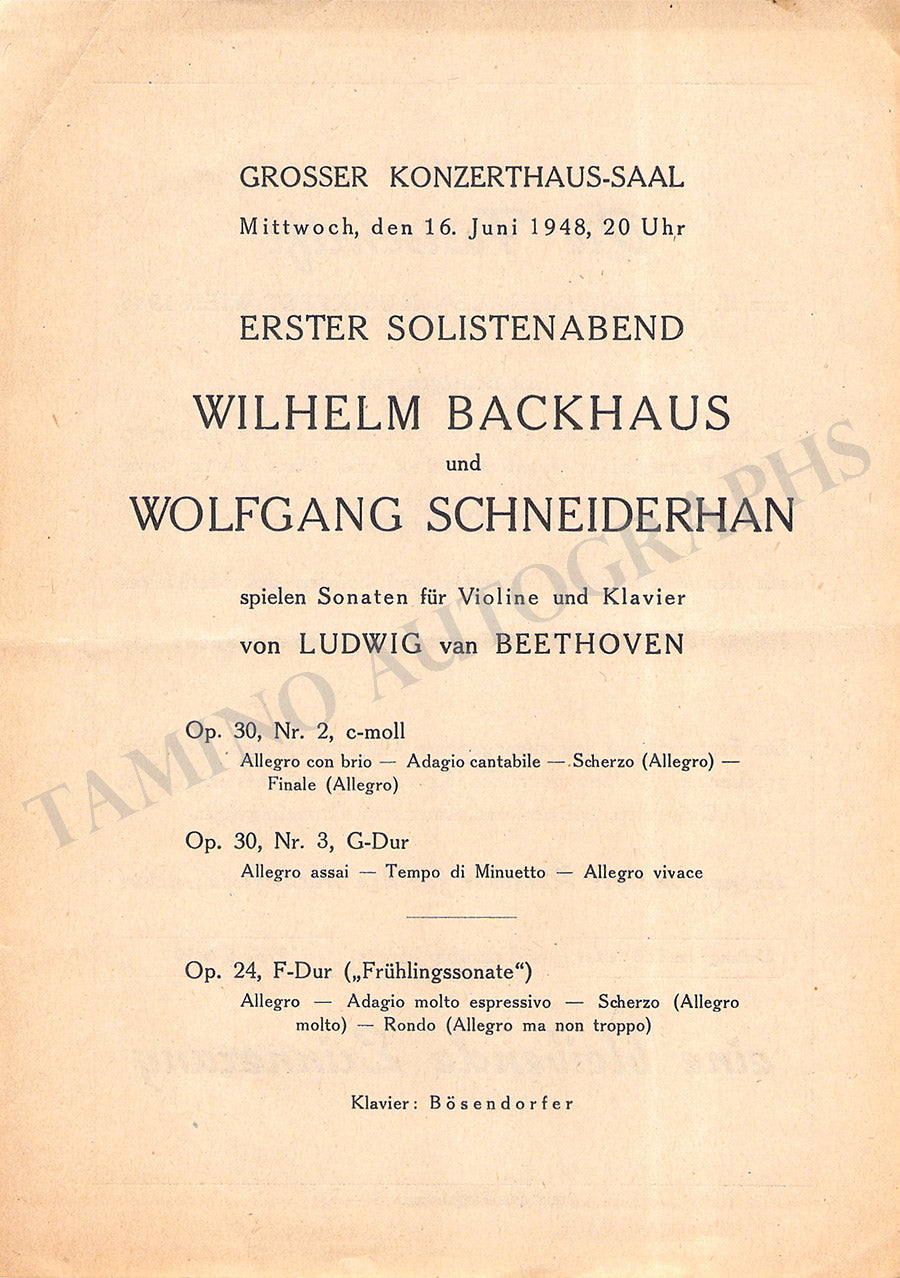 GROSSER KONZERTHAUS-SAAL
Mittwoch, den 16. Juni 1948, 20 Uhr
ERSTER SOLISTENABEND
WILHELM BACKHAUS
und
WOLFGANG SCHNEIDERHAN
spielen Sonaten für Violine und Klavier
von LUDWIG van BEETHOVEN
Op. 30, Nr. 2, c-moll
Allegro con brio — Adagio cantabile — Scherzo (Allegro) —
Finale (Allegro)
Op. 30, Nr. 3, G-Dur
Allegro assai — Tempo di Minuetto — Allegro vivace
Op. 24, F-Dur („Frühlingssonate“)
Allegro — Adagio molto espressivo — Scherzo (Allegro
molto) — Rondo (Allegro ma non troppo)
Klavier: Bösendorfer
TAMINO AUTOGRAPHS
eine bleibende Erinnerung